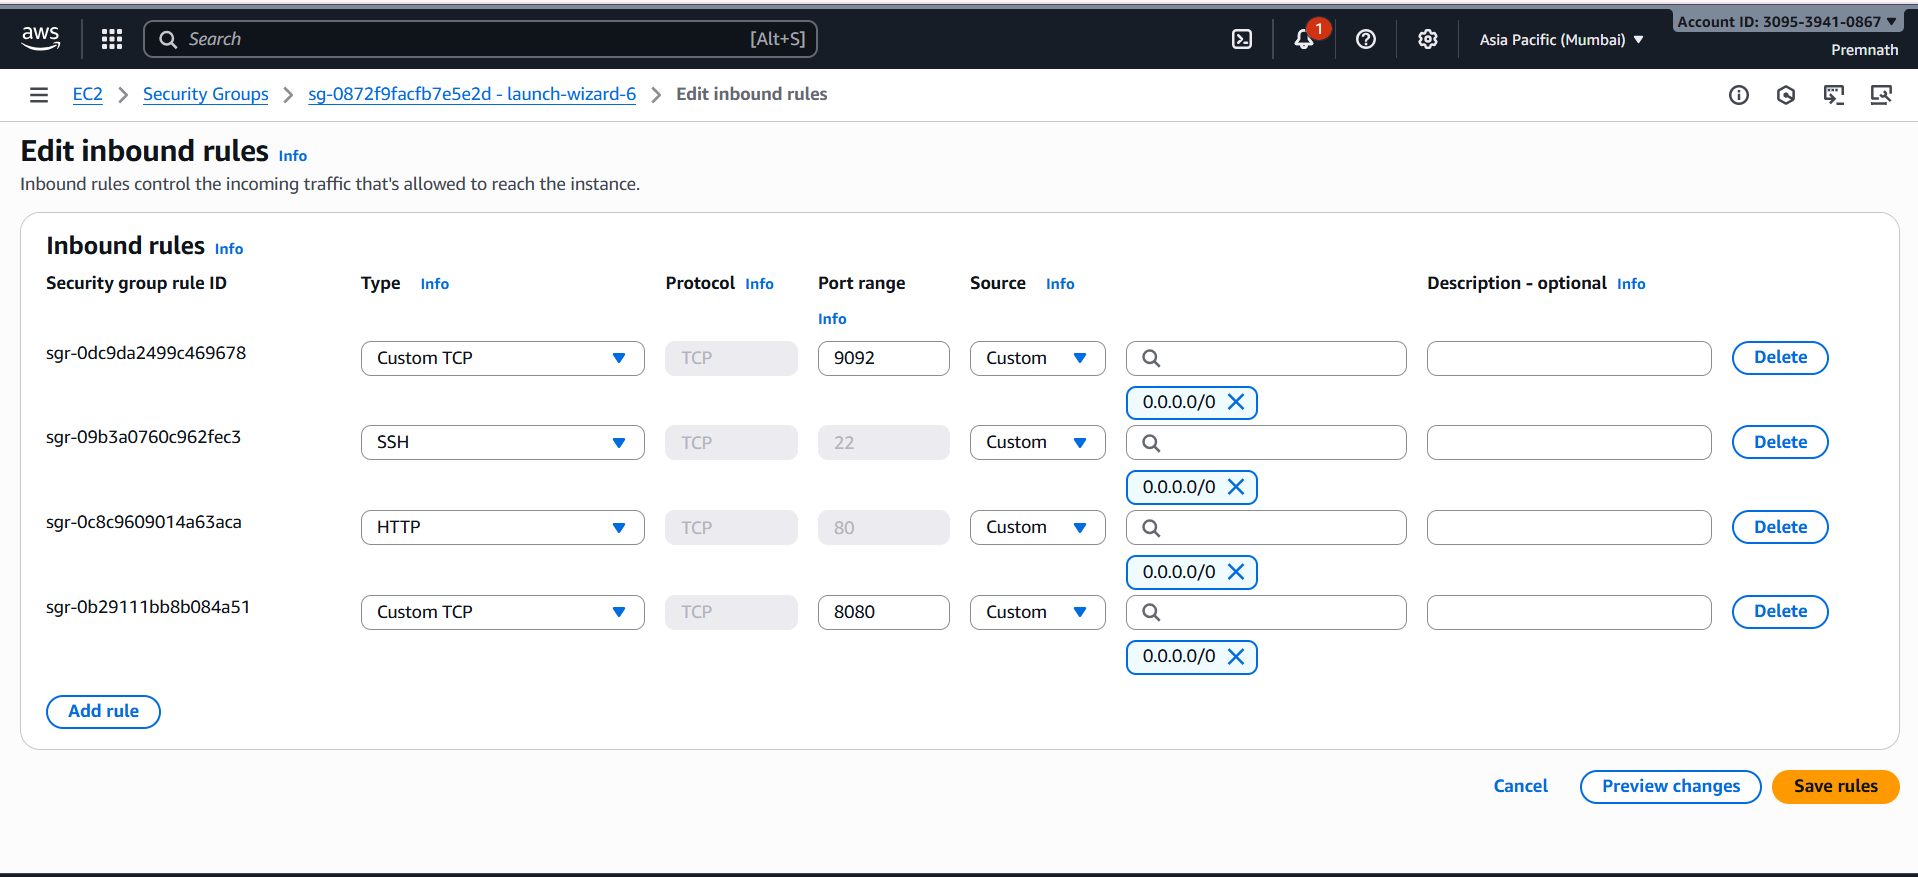 aws
Search [Alt+S]
1
Asia Pacific (Mumbai)
Account ID: 3095-3941-0867
Premnath
EC2 Security Groups sg-0872f9facfb7e5e2d - launch-wizard-6 Edit inbound rules
Edit inbound rules Info
Inbound rules control the incoming traffic that's allowed to reach the instance.
Inbound rules Info
Security group rule ID Type Info Protocol Info Port range Info Source Info Description - optional Info
sgr-0dc9da2499c469678 Custom TCP TCP 9092 Custom Delete
0.0.0.0/0
sgr-09b3a0760c962fec3 SSH TCP 22 Custom Delete
0.0.0.0/0
sgr-0c8c9609014a63aca HTTP TCP 80 Custom Delete
0.0.0.0/0
sgr-0b29111bb8b084a51 Custom TCP TCP 8080 Custom Delete
0.0.0.0/0
Add rule
Cancel Preview changes Save rules